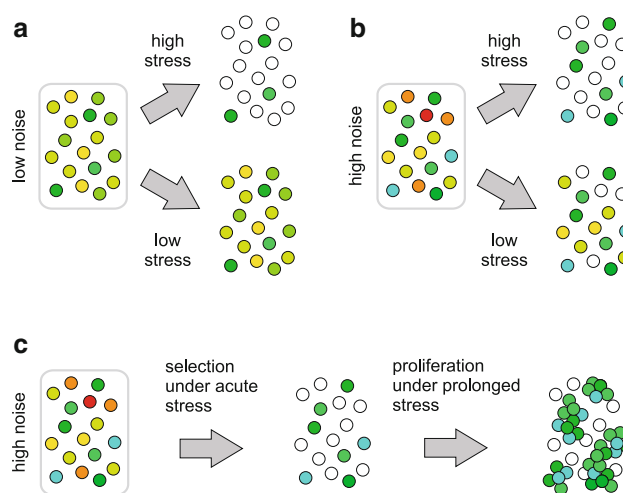 a
high
stress
low noise
low
stress
b
high
stress
high noise
low
stress
c
high noise
selection
under acute
stress
proliferation
under prolonged
stress